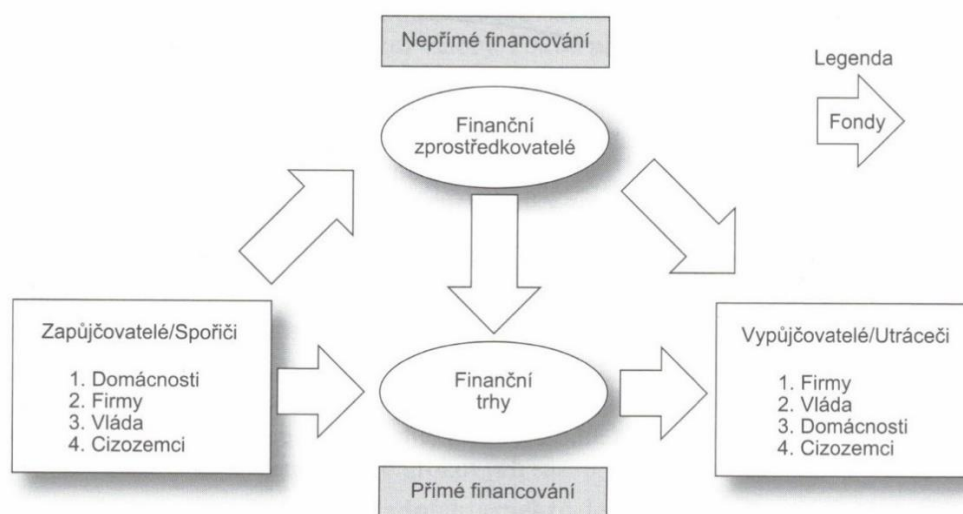 Nepřímé financování
Legenda
Fondy
Finanční
zprostředkovatelé
Zapůjčovatelé/Spořiči
1. Domácnosti
2. Firmy
3. Vláda
4. Cizozemci
Finanční
trhy
Vypůjčovatelé/Utráceči
1. Firmy
2. Vláda
3. Domácnosti
4. Cizozemci
Přímé financování